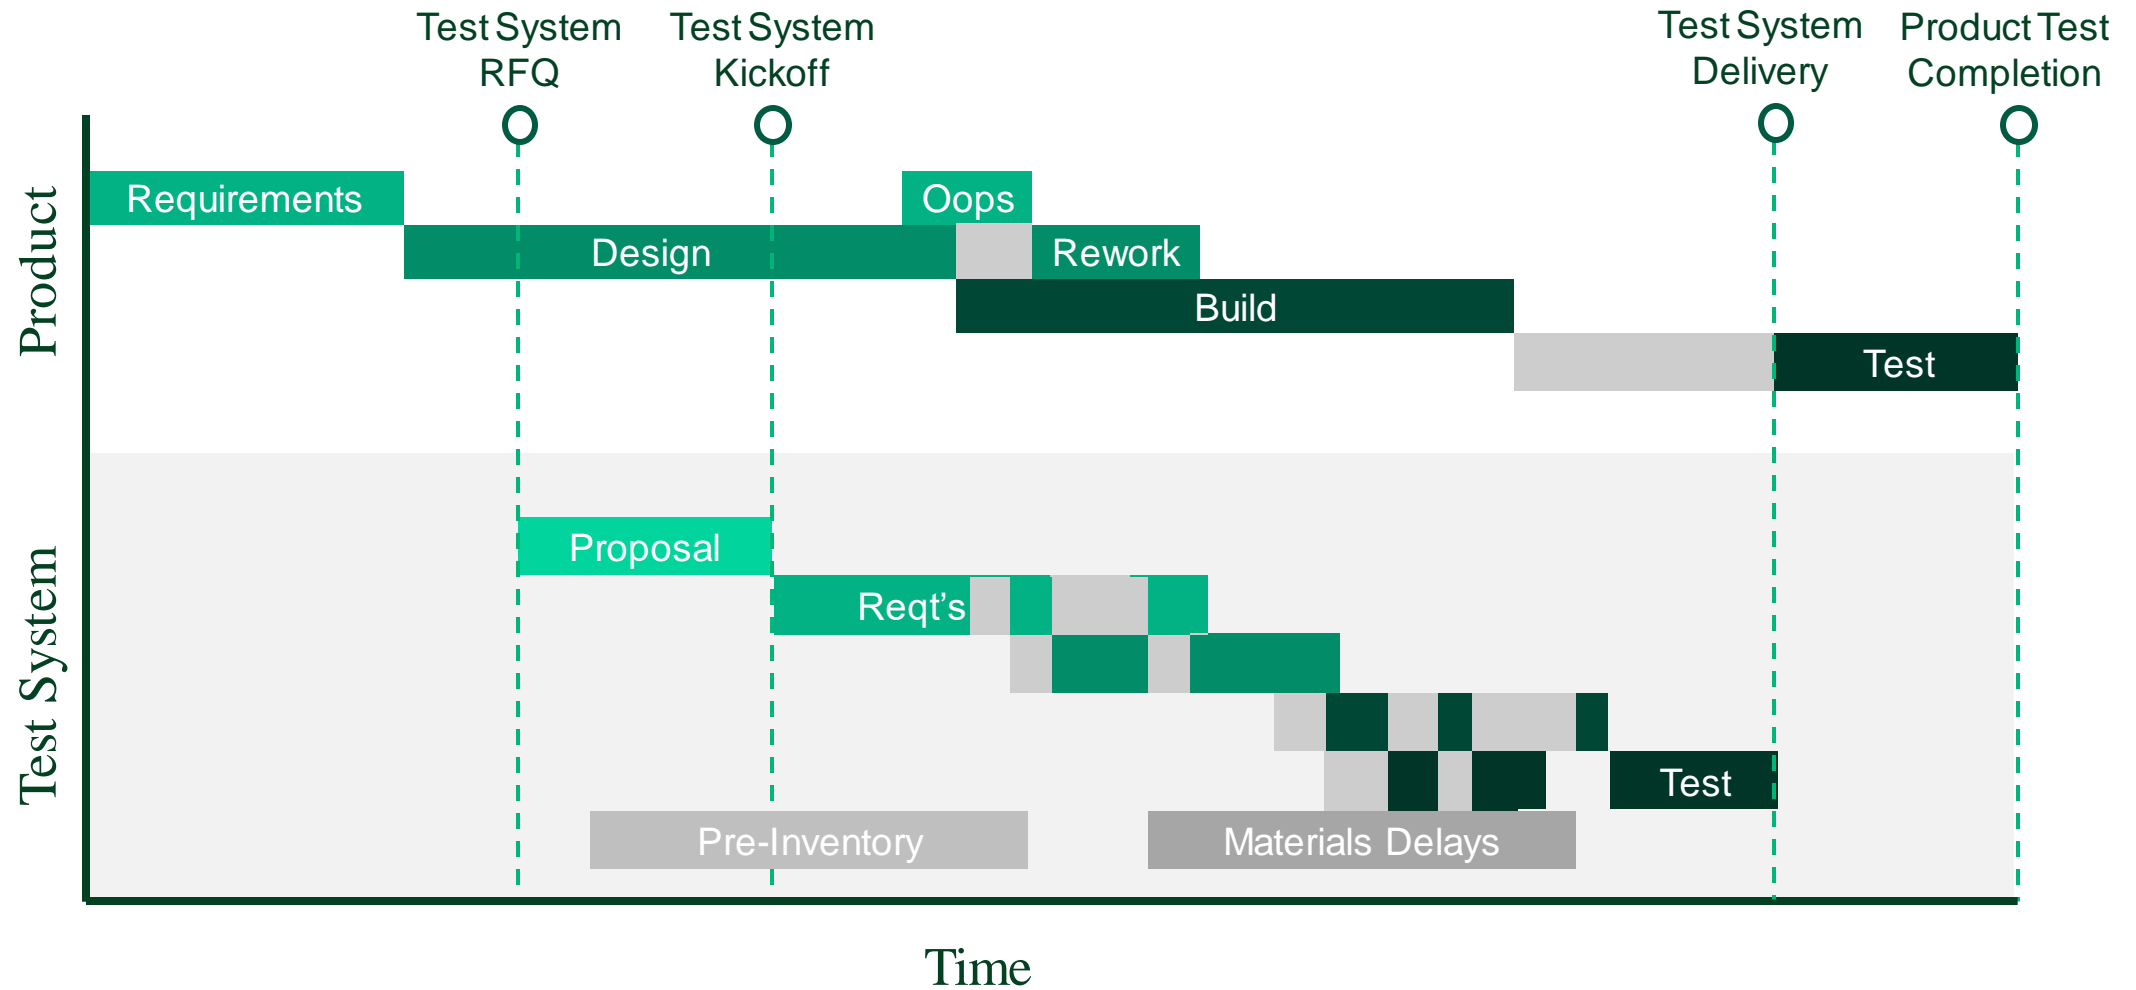 Test System
RFQ
Test System
Kickoff
Test System
Delivery
Product Test
Completion
Product
Requirements
Oops
Design
Rework
Build
Test
Test System
Proposal
Reqt’s
Test
Pre-Inventory
Materials Delays
Time